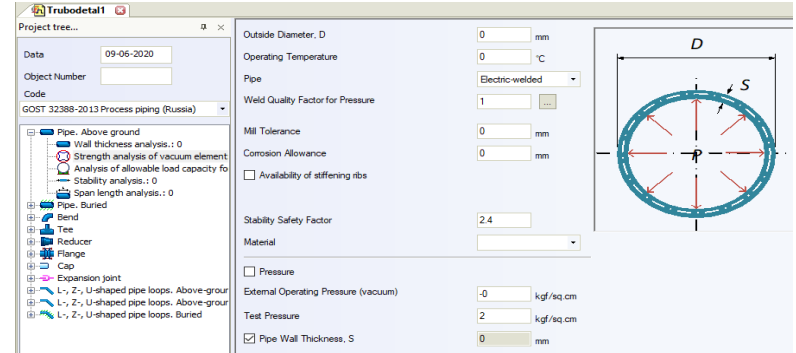 Trubodetal1
Project tree...
Data 09-06-2020
Object Number
Code
GOST 32388-2013 Process piping (Russia)
Pipe. Above ground
Wall thickness analysis.: 0
Strength analysis of vacuum element
Analysis of allowable load capacity fo
Stability analysis.: 0
Span length analysis.: 0
Pipe. Buried
Bend
Tee
Reducer
Flange
Cap
Expansion joint
L-, Z-, U-shaped pipe loops. Above-grour
L-, Z-, U-shaped pipe loops. Above-grour
L-, Z-, U-shaped pipe loops. Buried
Outside Diameter, D 0 mm
Operating Temperature 0 °C
Pipe Electric-welded
Weld Quality Factor for Pressure 1 ...
Mill Tolerance 0 mm
Corrosion Allowance 0 mm
Availability of stiffening ribs
Stability Safety Factor 2.4
Material
Pressure
External Operating Pressure (vacuum) -0 kgf/sq.cm
Test Pressure 2 kgf/sq.cm
Pipe Wall Thickness, S 0 mm
D
S
P